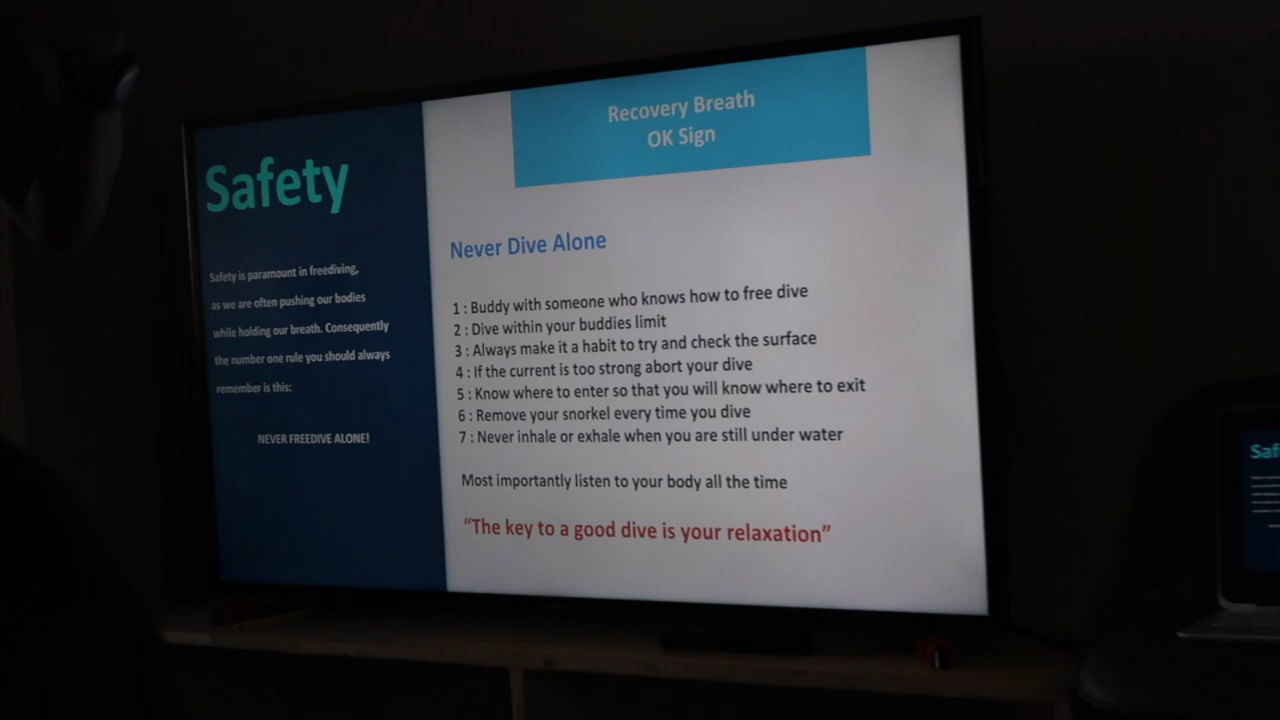 Safety
Safety is paramount in freediving,
as we are often pushing our bodies
while holding our breath. Consequently
the number one rule you should always
remember is this:
NEVER FREEDIVE ALONE!
Recovery Breath
OK Sign
Never Dive Alone
1 : Buddy with someone who knows how to free dive
2 : Dive within your buddies limit
3 : Always make it a habit to try and check the surface
4 : If the current is too strong abort your dive
5 : Know where to enter so that you will know where to exit
6 : Remove your snorkel every time you dive
7 : Never inhale or exhale when you are still under water
Most importantly listen to your body all the time
“The key to a good dive is your relaxation”
Saf